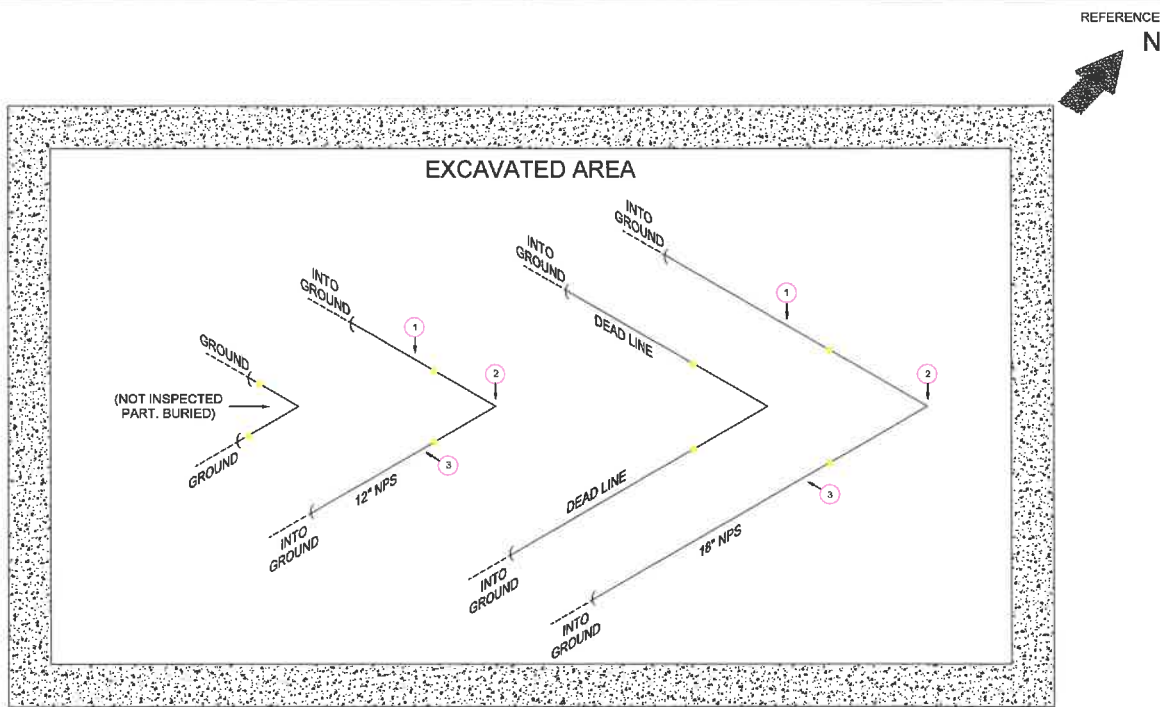 REFERENCE
N
EXCAVATED AREA
INTO
GROUND
INTO
GROUND
INTO
GROUND
1
1
DEAD LINE
GROUND
2
2
(NOT INSPECTED
PART. BURIED)
GROUND
3
12" NPS
3
DEAD LINE
INTO
GROUND
18" NPS
INTO
GROUND
INTO
GROUND